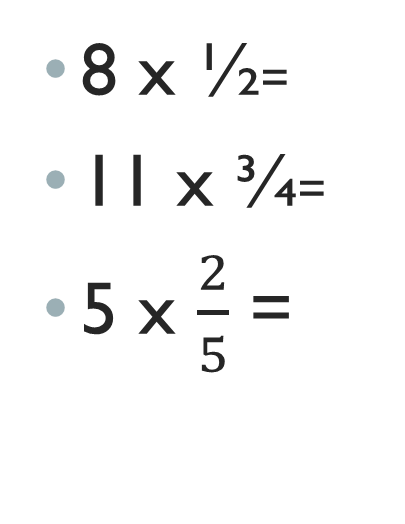 • 8 x ½=
• 11 x ¾=
• 5 x 2/5 =